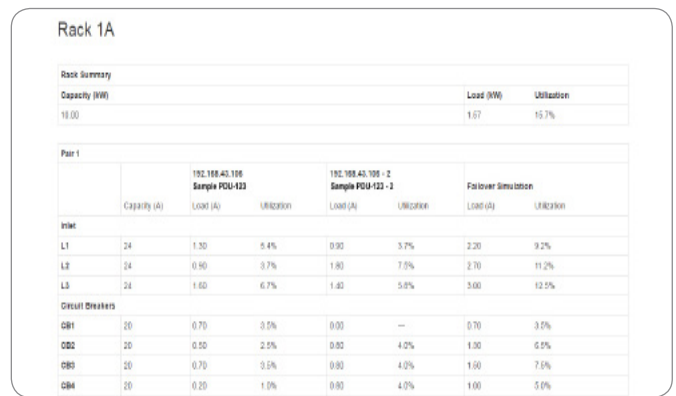 Rack 1A
Rack Summary
Capacity (kW) Load (kW) Utilization
10.00 1.67 16.7%
Pair 1
192.168.43.106 192.168.43.106 - 2
Sample PDU-123 Sample PDU-123 - 2 Failover Simulation
Capacity (A) Load (A) Utilization Load (A) Utilization Load (A) Utilization
Inlet
L1 24 1.30 5.4% 0.90 3.7% 2.20 9.2%
L2 24 0.90 3.7% 1.80 7.5% 2.70 11.2%
L3 24 1.60 6.7% 1.40 5.8% 3.00 12.5%
Circuit Breakers
CB1 20 0.70 3.5% 0.00 — 0.70 3.5%
CB2 20 0.50 2.5% 0.80 4.0% 1.30 6.5%
CB3 20 0.70 3.5% 0.80 4.0% 1.50 7.5%
CB4 20 0.20 1.0% 0.80 4.0% 1.00 5.0%